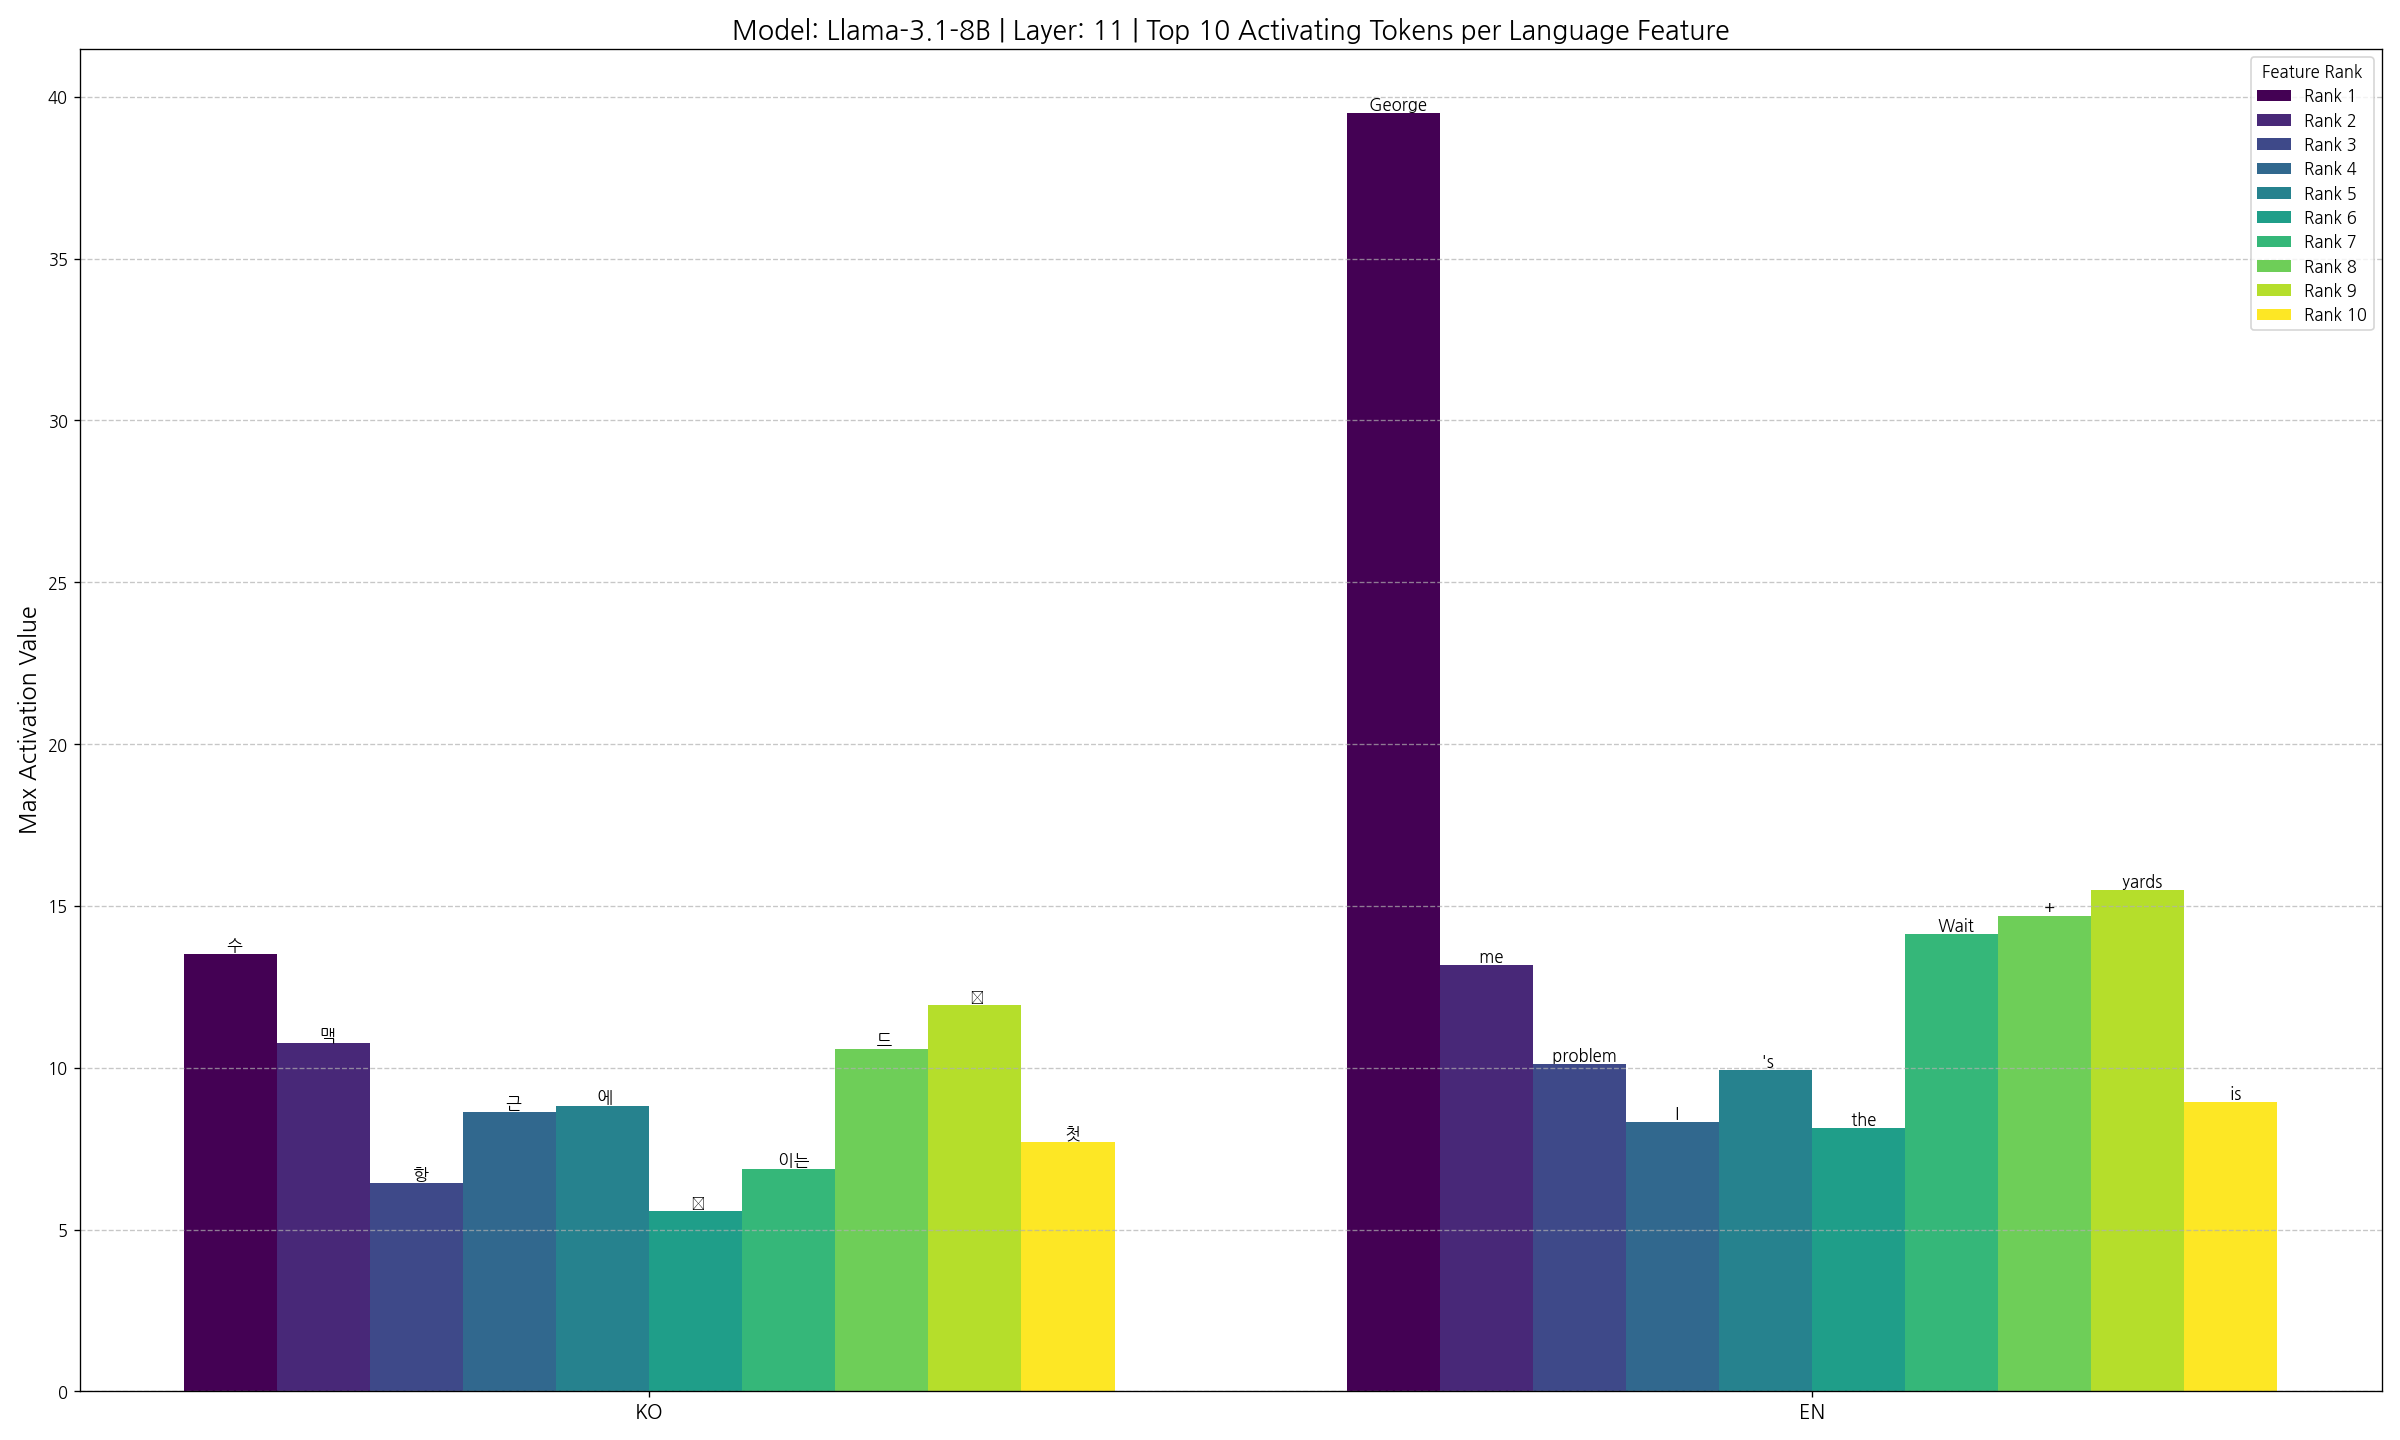 Model: Llama-3.1-8B | Layer: 11 | Top 10 Activating Tokens per Language Feature
Max Activation Value
40
35
30
25
20
15
10
5
0
수
맥
항
근
에
이는
드
첫
George
me
problem
I
's
the
Wait
+
yards
is
KO
EN
Feature Rank
Rank 1
Rank 2
Rank 3
Rank 4
Rank 5
Rank 6
Rank 7
Rank 8
Rank 9
Rank 10